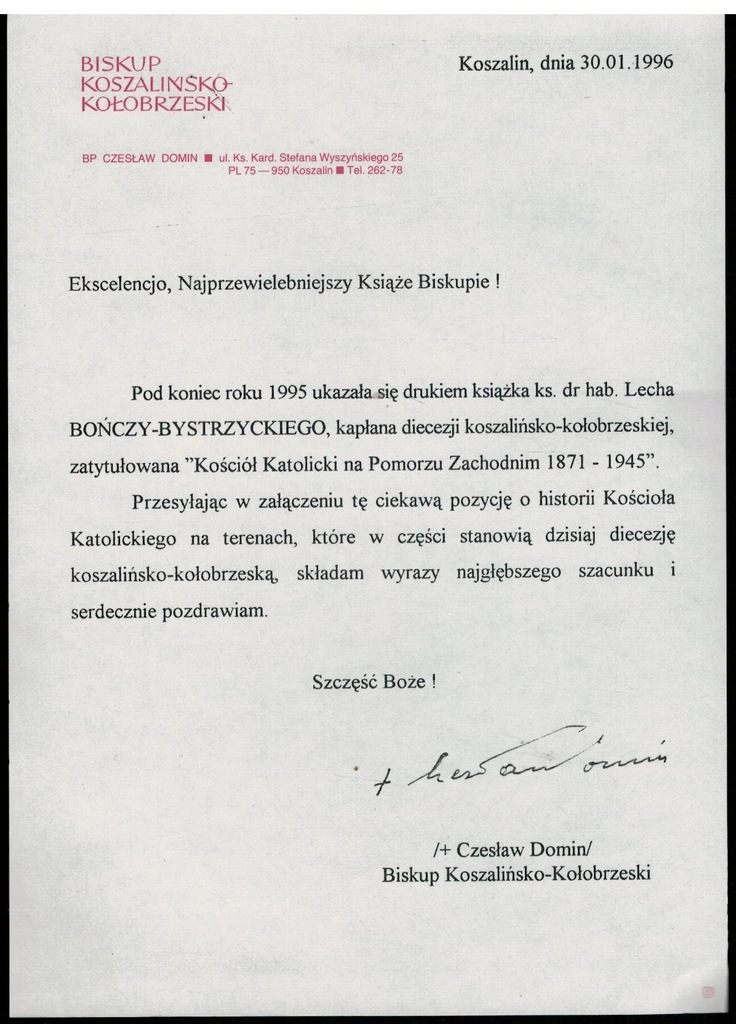 BISKUP
KOSZALIŃSKO-
KOŁOBRZESKI
Koszalin, dnia 30.01.1996
BP CZESŁAW DOMIN ■ ul. Ks. Kard. Stefana Wyszyńskiego 25
PL 75 — 950 Koszalin ■ Tel. 262-78
Ekscelencjo, Najprzewielebniejszy Książe Biskupie !
Pod koniec roku 1995 ukazała się drukiem książka ks. dr hab. Lecha
BOŃCZY-BYSTRZYCKIEGO, kapłana diecezji koszalińsko-kołobrzeskiej,
zatytułowana ”Kościół Katolicki na Pomorzu Zachodnim 1871 - 1945”.
Przesyłając w załączeniu tę ciekawą pozycję o historii Kościoła
Katolickiego na terenach, które w części stanowią dzisiaj diecezję
koszalińsko-kołobrzeską, składam wyrazy najgłębszego szacunku i
serdecznie pozdrawiam.
Szczęść Boże !
+ Czesław Domin
/+ Czesław Domin/
Biskup Koszalińsko-Kołobrzeski